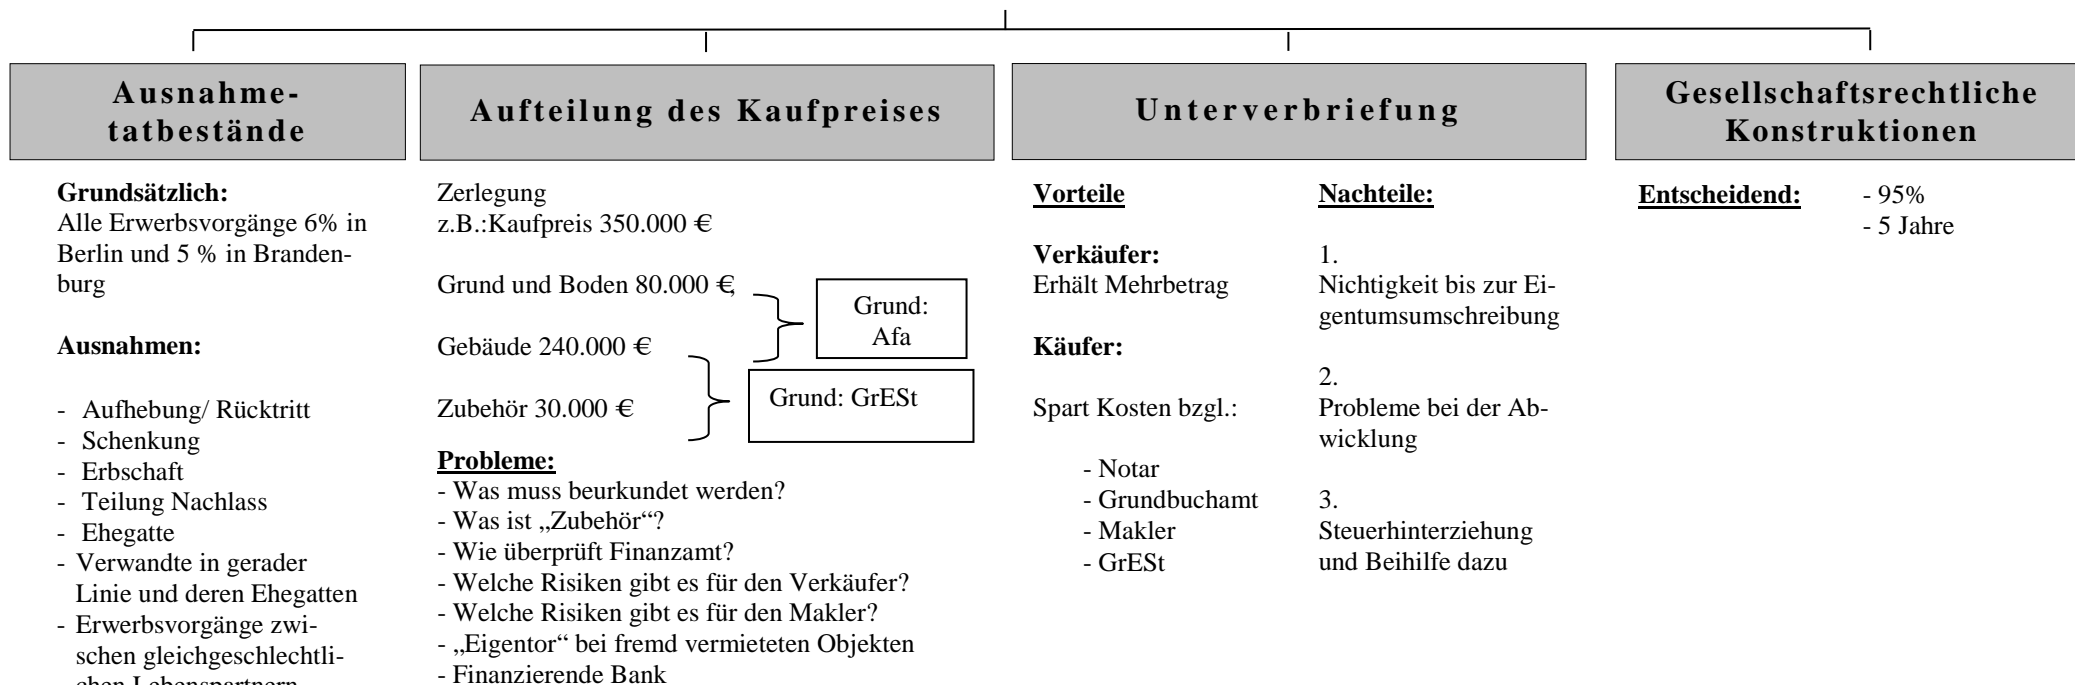 Ausnahme-
tatbestände
Grundsätzlich:
Alle Erwerbsvorgänge 6% in
Berlin und 5 % in Branden-
burg
Ausnahmen:
- Aufhebung/ Rücktritt
- Schenkung
- Erbschaft
- Teilung Nachlass
- Ehegatte
- Verwandte in gerader
Linie und deren Ehegatten
- Erwerbsvorgänge zwi-
schen gleichgeschlechtli-
chen Lebenspartnern
Aufteilung des Kaufpreises
Zerlegung
z.B.:Kaufpreis 350.000 €
Grund und Boden 80.000 €,
Gebäude 240.000 €
Zubehör 30.000 €
Grund:
Afa
Grund: GrESt
Probleme:
- Was muss beurkundet werden?
- Was ist „Zubehör“?
- Wie überprüft Finanzamt?
- Welche Risiken gibt es für den Verkäufer?
- Welche Risiken gibt es für den Makler?
- „Eigentor“ bei fremd vermieteten Objekten
- Finanzierende Bank
Unterverbriefung
Vorteile
Verkäufer:
Erhält Mehrbetrag
Käufer:
Spart Kosten bzgl.:
- Notar
- Grundbuchamt
- Makler
- GrESt
Nachteile:
1.
Nichtigkeit bis zur Ei-
gentumsumschreibung
2.
Probleme bei der Ab-
wicklung
3.
Steuerhinterziehung
und Beihilfe dazu
Gesellschaftsrechtliche
Konstruktionen
Entscheidend:
- 95%
- 5 Jahre